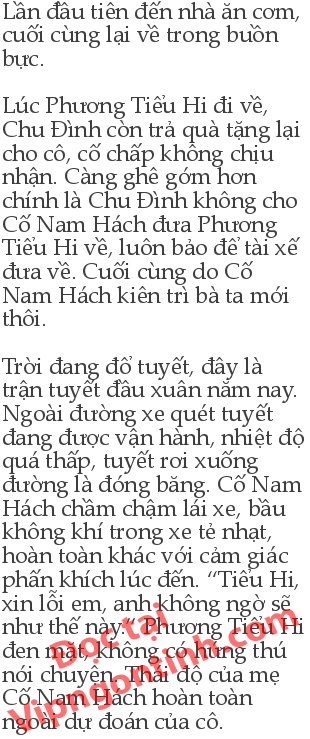 Lần đầu tiên đến nhà ăn cơm,
cuối cùng lại về trong buồn
bực.
Lúc Phương Tiểu Hi đi về,
Chu Đình còn trả quà tặng lại
cho cô, cố chấp không chịu
nhận. Càng ghê góm hơn
chính là Chu Đình không cho
Cố Nam Hách đưa Phương
Tiểu Hi về, luôn bảo để tài xế
đưa về. Cuối cùng do Cố
Nam Hách kiên trì bà ta mới
thôi.
Trời đang đổ tuyết, đây là
trận tuyết đầu xuân năm nay.
Ngoài đường xe quét tuyết
đang được vận hành, nhiệt độ
quá thấp, tuyết rơi xuống
đường là đóng băng. Cố Nam
Hách chầm chậm lái xe, bầu
không khí trong xe tẻ nhạt,
hoàn toàn khác với cảm giác
phấn khích lúc đến. “Tiểu Hi,
xin lỗi em, anh không ngờ sẽ
như thế này.“ Phương Tiểu Hi
đen mặt, không có hứng thú
nói chuyện. Thái độ của mẹ
Cố Nam Hách hoàn toàn
ngoài dự đoán của cô.
Đọc tại
Vipngontinh.com